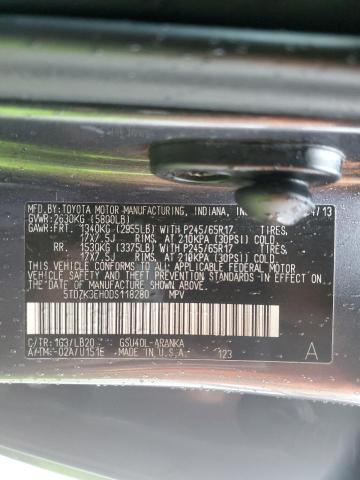 MFD. BY: TOYOTA MOTOR MANUFACTURING, INDIANA, IN /13
GVWR: 2630KG (5800LB)
GAWR: FRT. 1340KG (2955LB) WITH P245/65R17 TIRES,
17X7.5J RIMS, AT 210KPA (30PSI) COLD.
RR. 1530KG (3375LB) WITH P245/65R17 TIRES,
17X7.5J RIMS, AT 210KPA (30PSI) COLD.
THIS VEHICLE CONFORMS TO ALL APPLICABLE FEDERAL MOTOR
VEHICLE SAFETY AND THEFT PREVENTION STANDARDS IN EFFECT ON
THE DATE OF MANUFACTURE SHOWN ABOVE.
MPV
C/TR: 1G3/LB20 GSU40L-ARANKA
A/TM: -02A/U151E MADE IN U.S.A. 123 A